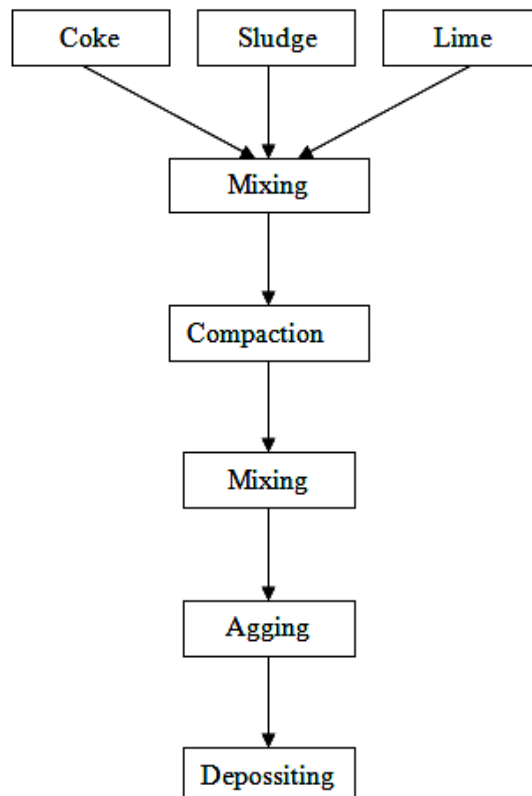 Coke
Sludge
Lime
Mixing
Compaction
Mixing
Agging
Depossiting